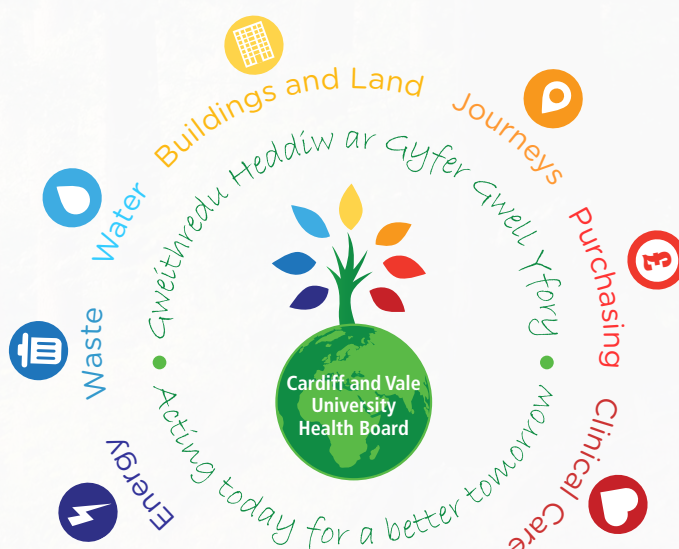 Buildings and Land
Journeys
Purchasing
Clinical Care
Energy
Waste
Water
Gweithredu Heddiw ar Gyfer Gwell Yfory
Acting today for a better tomorrow
Cardiff and Vale
University
Health Board
£